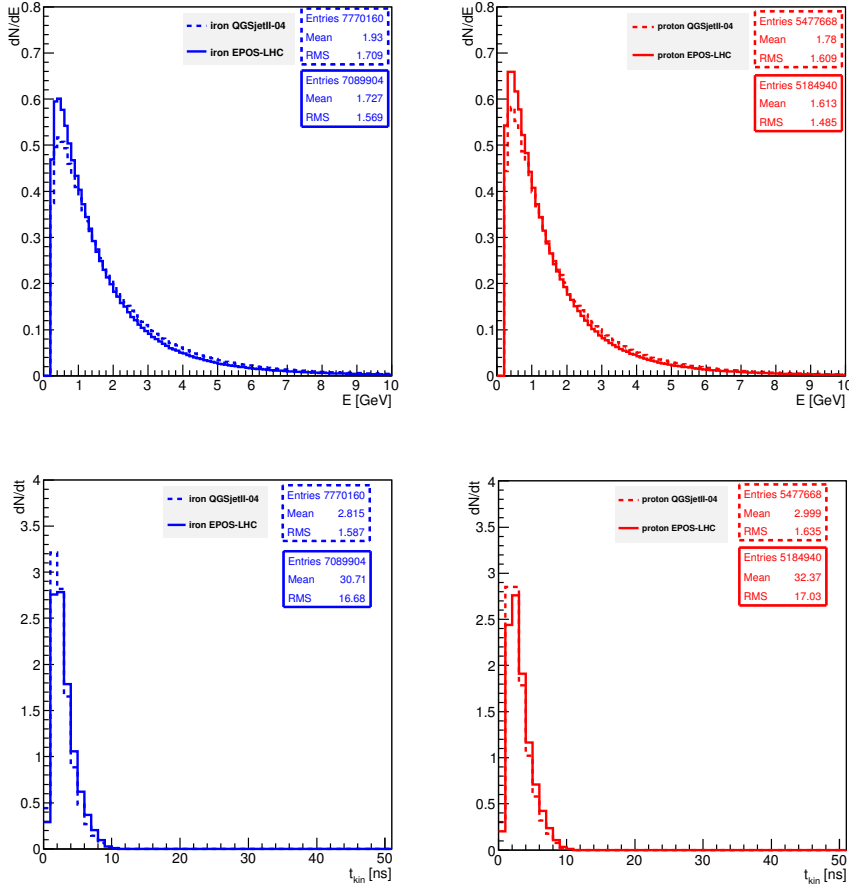 dN/dE
0.8
0.7
0.6
0.5
0.4
0.3
0.2
0.1
0
0 1 2 3 4 5 6 7 8 9 10
E [GeV]
iron QGSjetII-04
iron EPOS-LHC
Entries 7770160
Mean 1.93
RMS 1.709
Entries 7089904
Mean 1.727
RMS 1.569
dN/dE
0.8
0.7
0.6
0.5
0.4
0.3
0.2
0.1
0
0 1 2 3 4 5 6 7 8 9 10
E [GeV]
proton QGSjetII-04
proton EPOS-LHC
Entries 5477668
Mean 1.78
RMS 1.609
Entries 5184940
Mean 1.613
RMS 1.485
dN/dt
4
3.5
3
2.5
2
1.5
1
0.5
0
0 10 20 30 40 50
t_kin [ns]
iron QGSjetII-04
iron EPOS-LHC
Entries 7770160
Mean 2.815
RMS 1.587
Entries 7089904
Mean 30.71
RMS 16.68
dN/dt
4
3.5
3
2.5
2
1.5
1
0.5
0
0 10 20 30 40 50
t_kin [ns]
proton QGSjetII-04
proton EPOS-LHC
Entries 5477668
Mean 2.999
RMS 1.635
Entries 5184940
Mean 32.37
RMS 17.03